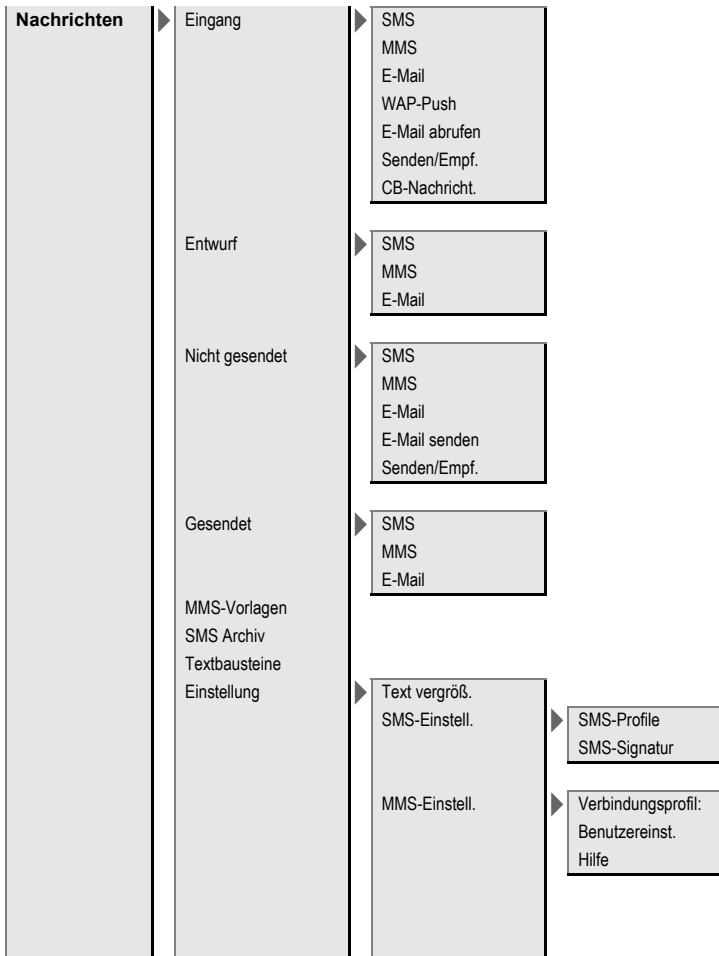 Nachrichten
Eingang
SMS
MMS
E-Mail
WAP-Push
E-Mail abrufen
Senden/Empf.
CB-Nachricht.
Entwurf
SMS
MMS
E-Mail
Nicht gesendet
SMS
MMS
E-Mail
E-Mail senden
Senden/Empf.
Gesendet
SMS
MMS
E-Mail
MMS-Vorlagen
SMS Archiv
Textbausteine
Einstellung
Text vergröß.
SMS-Einstell.
SMS-Profile
SMS-Signatur
MMS-Einstell.
Verbindungsprofil:
Benutzereinst.
Hilfe